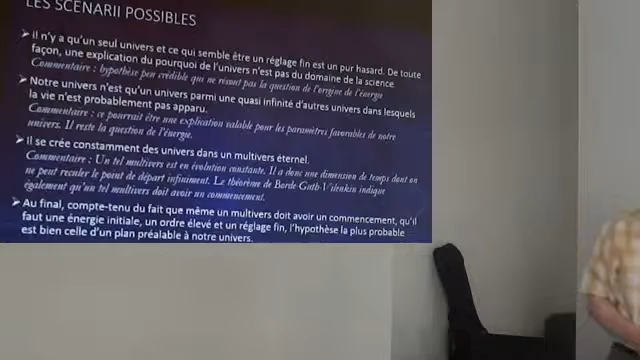 LES SCENARII POSSIBLES
➢ Il n'y a qu'un seul univers et ce qui semble être un réglage fin est un pur hasard. De toute
façon, une explication du pourquoi de l'univers n'est pas du domaine de la science.
Commentaire : hypothèse peu crédible qui ne résout pas la question de l'origine de l'énergie
➢ Notre univers n'est qu'un univers parmi une quasi infinité d'autres univers dans lesquels
la vie n'est probablement pas apparu.
Commentaire : ce pourrait être une explication valable pour les paramètres favorables de notre
univers. Il reste la question de l'énergie.
➢ Il se crée constamment des univers dans un multivers éternel.
Commentaire : Un tel multivers est en évolution constante. Il a donc une dimension de temps dont on
ne peut reculer le point de départ infiniment. Le théorème de Borde-Guth-Vilenkin indique
également qu'un tel multivers doit avoir un commencement.
➢ Au final, compte-tenu du fait que même un multivers doit avoir un commencement, qu'il
faut une énergie initiale, un ordre élevé et un réglage fin, l'hypothèse la plus probable
est bien celle d'un plan préalable à notre univers.